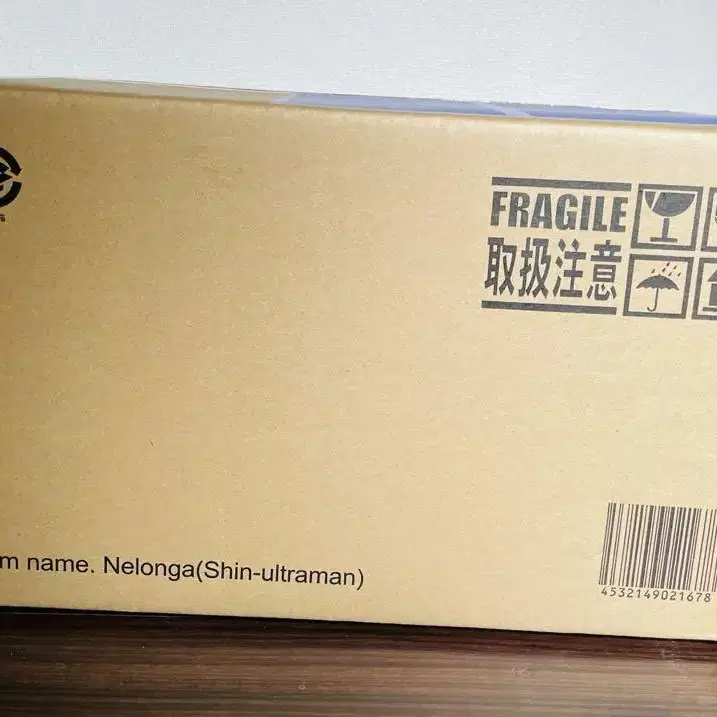 FRAGILE
取扱注意
m name. Nelonga(Shin-ultraman)
4532149021678